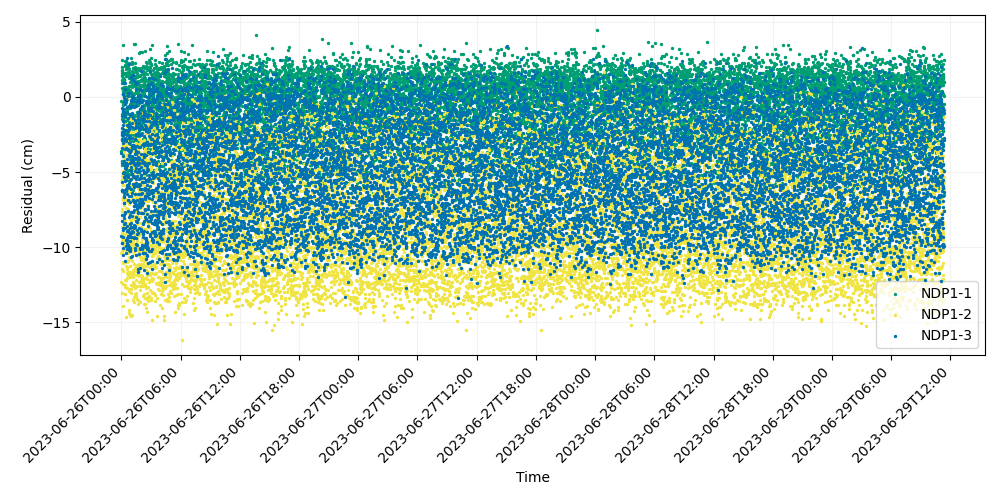 5
0
−5
−10
−15
Residual (cm)
NDP1-1
NDP1-2
NDP1-3
2023-06-26T00:00
2023-06-26T06:00
2023-06-26T12:00
2023-06-26T18:00
2023-06-27T00:00
2023-06-27T06:00
2023-06-27T12:00
2023-06-27T18:00
2023-06-28T00:00
2023-06-28T06:00
2023-06-28T12:00
2023-06-28T18:00
2023-06-29T00:00
2023-06-29T06:00
2023-06-29T12:00
Time